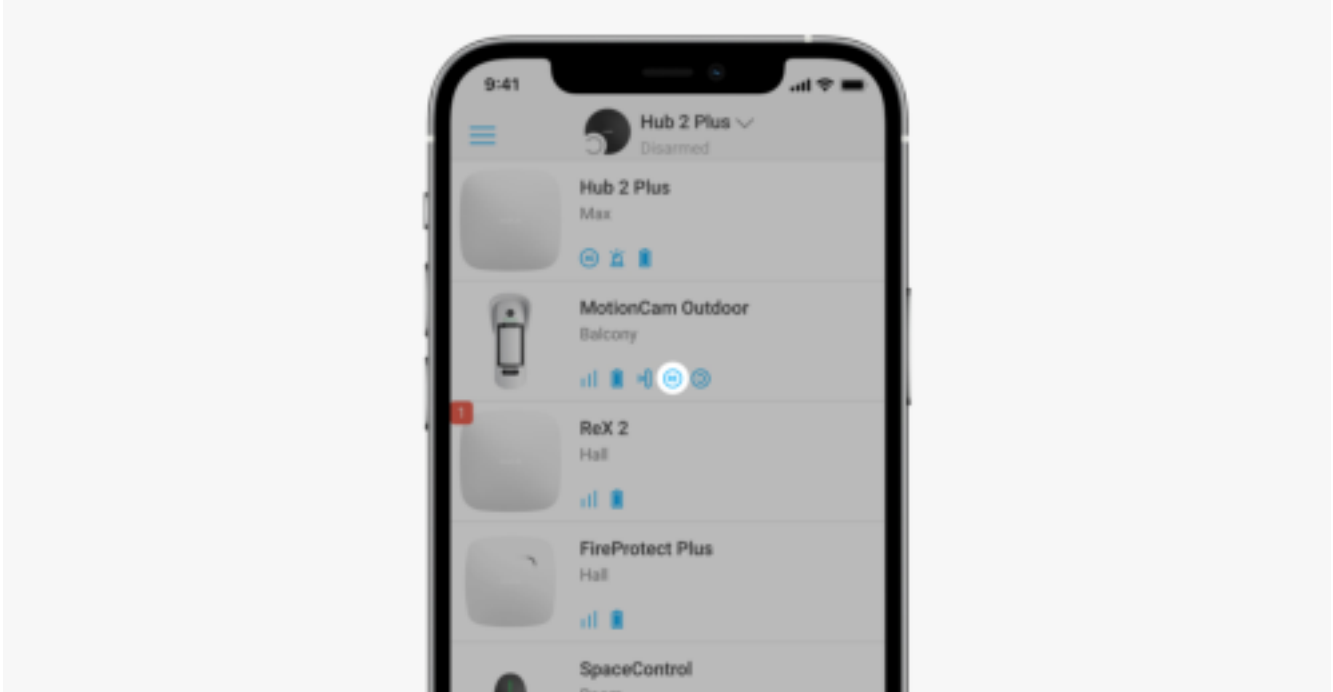 9:41
Hub 2 Plus
Disarmed
Hub 2 Plus
Max
MotionCam Outdoor
Balcony
1
ReX 2
Hall
FireProtect Plus
Hall
SpaceControl